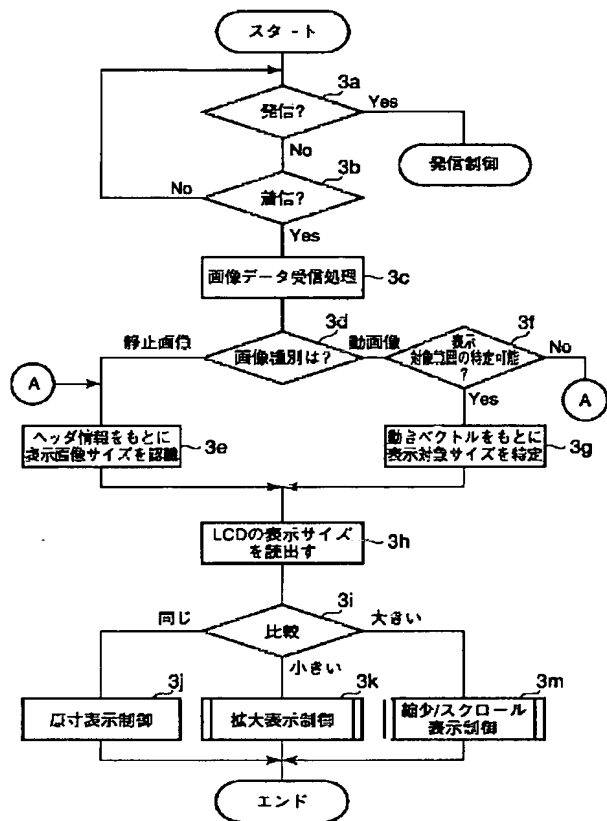 スタート
3a
発信?
Yes
No
発信制御
3b
着信?
No
Yes
画像データ受信処理
3c
3d
静止画像
画像種別は?
動画像
3f
表示
対象範囲の特定可能
?
No
A
A
Yes
ヘッダ情報をもとに
表示画像サイズを認識
3e
動きベクトルをもとに
表示対象サイズを特定
3g
LCDの表示サイズ
を読出す
3h
3i
同じ
比較
大きい
小さい
3j
原寸表示制御
3k
拡大表示制御
3m
縮少/スクロール
表示制御
エンド